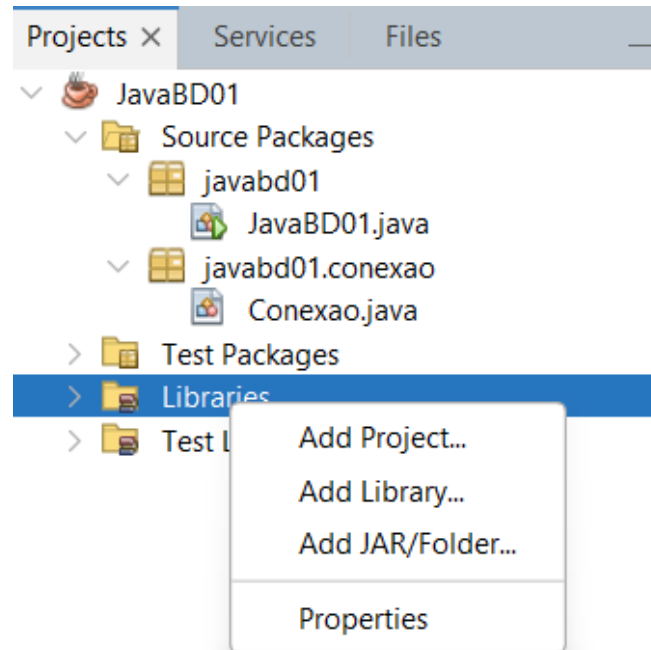 Projects × Services Files
JavaBD01
Source Packages
javabd01
JavaBD01.java
javabd01.conexao
Conexao.java
Test Packages
Libraries
Test L
Add Project...
Add Library...
Add JAR/Folder...
Properties